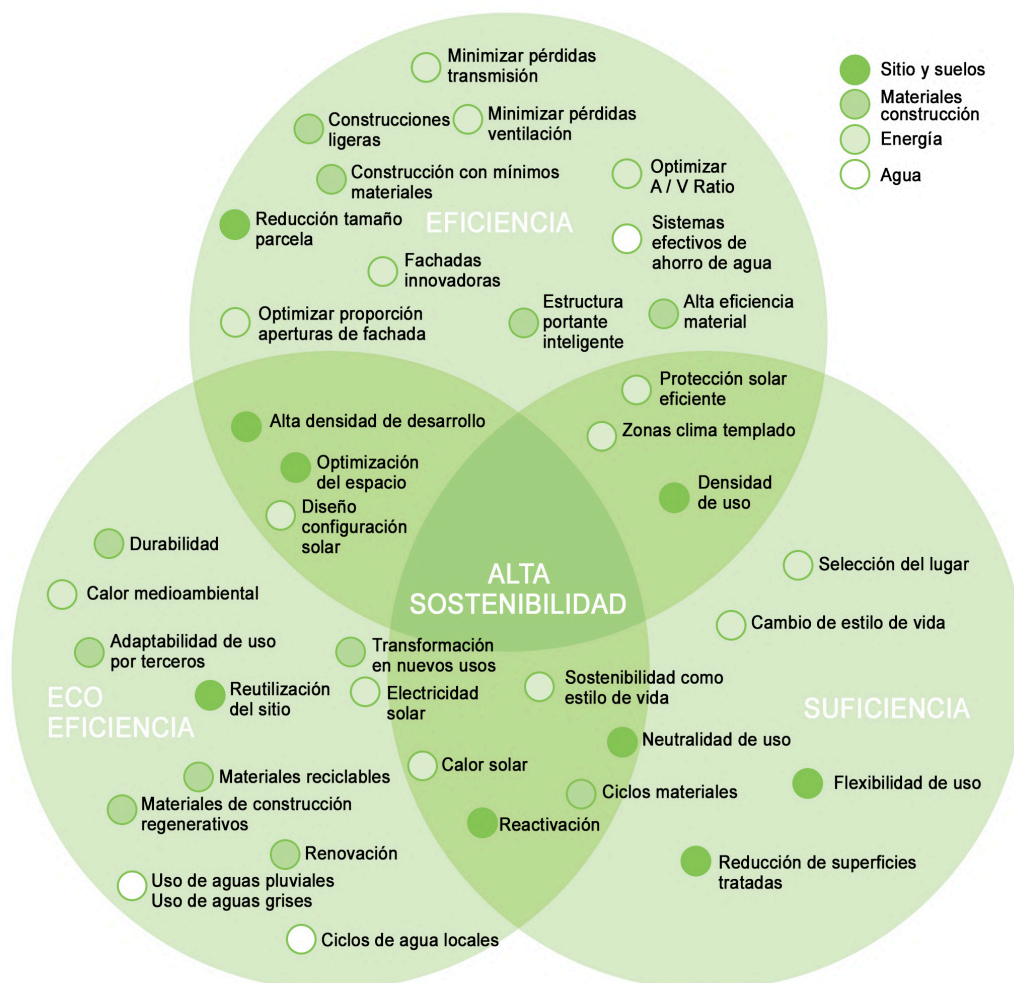 Minimizar pérdidas
transmisión
Sitio y suelos
Materiales
construcción
Energía
Agua
Construcciones
ligeras
Minimizar pérdidas
ventilación
Construcción con mínimos
materiales
Optimizar
A / V Ratio
Reducción tamaño
parcela
EFICIENCIA
Sistemas
efectivos de
ahorro de agua
Fachadas
innovadoras
Optimizar proporción
aperturas de fachada
Estructura
portante
inteligente
Alta eficiencia
material
Protección solar
eficiente
Alta densidad de desarrollo
Zonas clima templado
Optimización
del espacio
Densidad
de uso
Diseño
configuración
solar
Durabilidad
ALTA
SOSTENIBILIDAD
Selección del lugar
Calor medioambiental
Cambio de estilo de vida
Adaptabilidad de uso
por terceros
Transformación
en nuevos usos
Sostenibilidad como
estilo de vida
Reutilización
del sitio
Electricidad
solar
ECO
EFICIENCIA
SUFICIENCIA
Neutralidad de uso
Calor solar
Materiales reciclables
Ciclos materiales
Flexibilidad de uso
Materiales de construcción
regenerativos
Reactivación
Renovación
Reducción de superficies
tratadas
Uso de aguas pluviales
Uso de aguas grises
Ciclos de agua locales